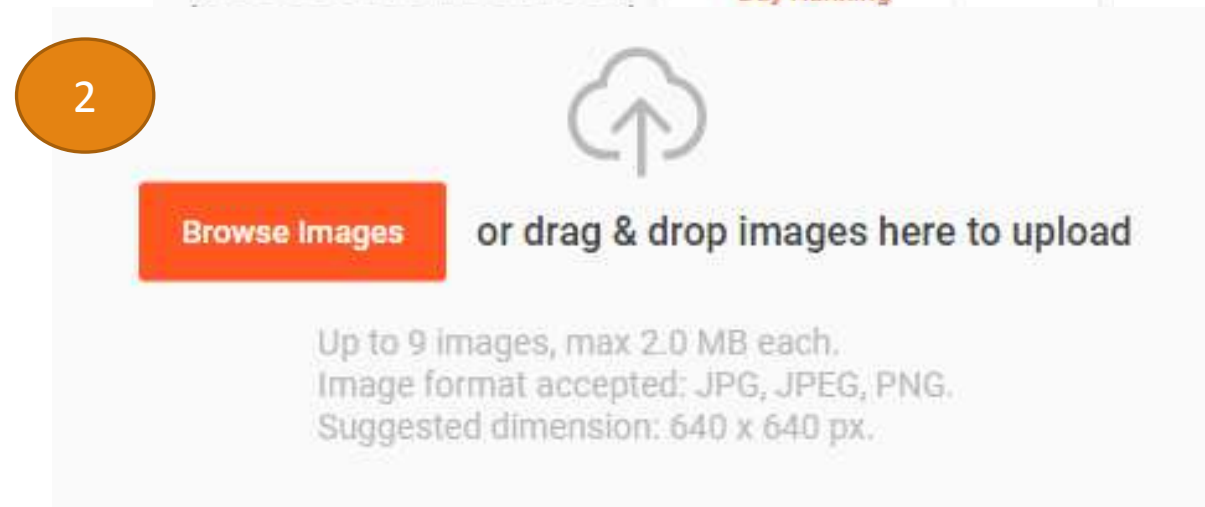 2
Browse Images
or drag & drop images here to upload
Up to 9 images, max 2.0 MB each.
Image format accepted: JPG, JPEG, PNG.
Suggested dimension: 640 x 640 px.